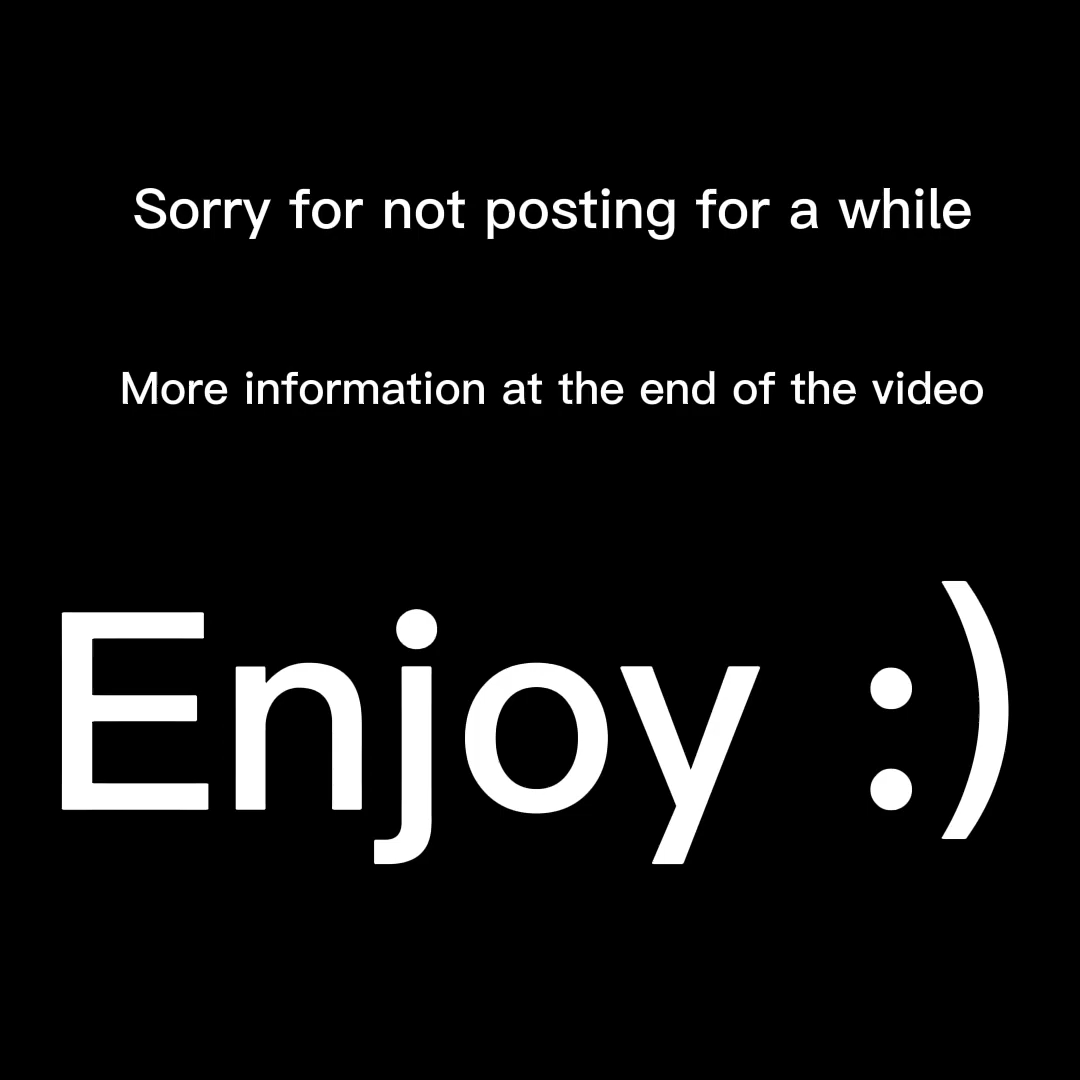 Sorry for not posting for a while
More information at the end of the video
Enjoy :)